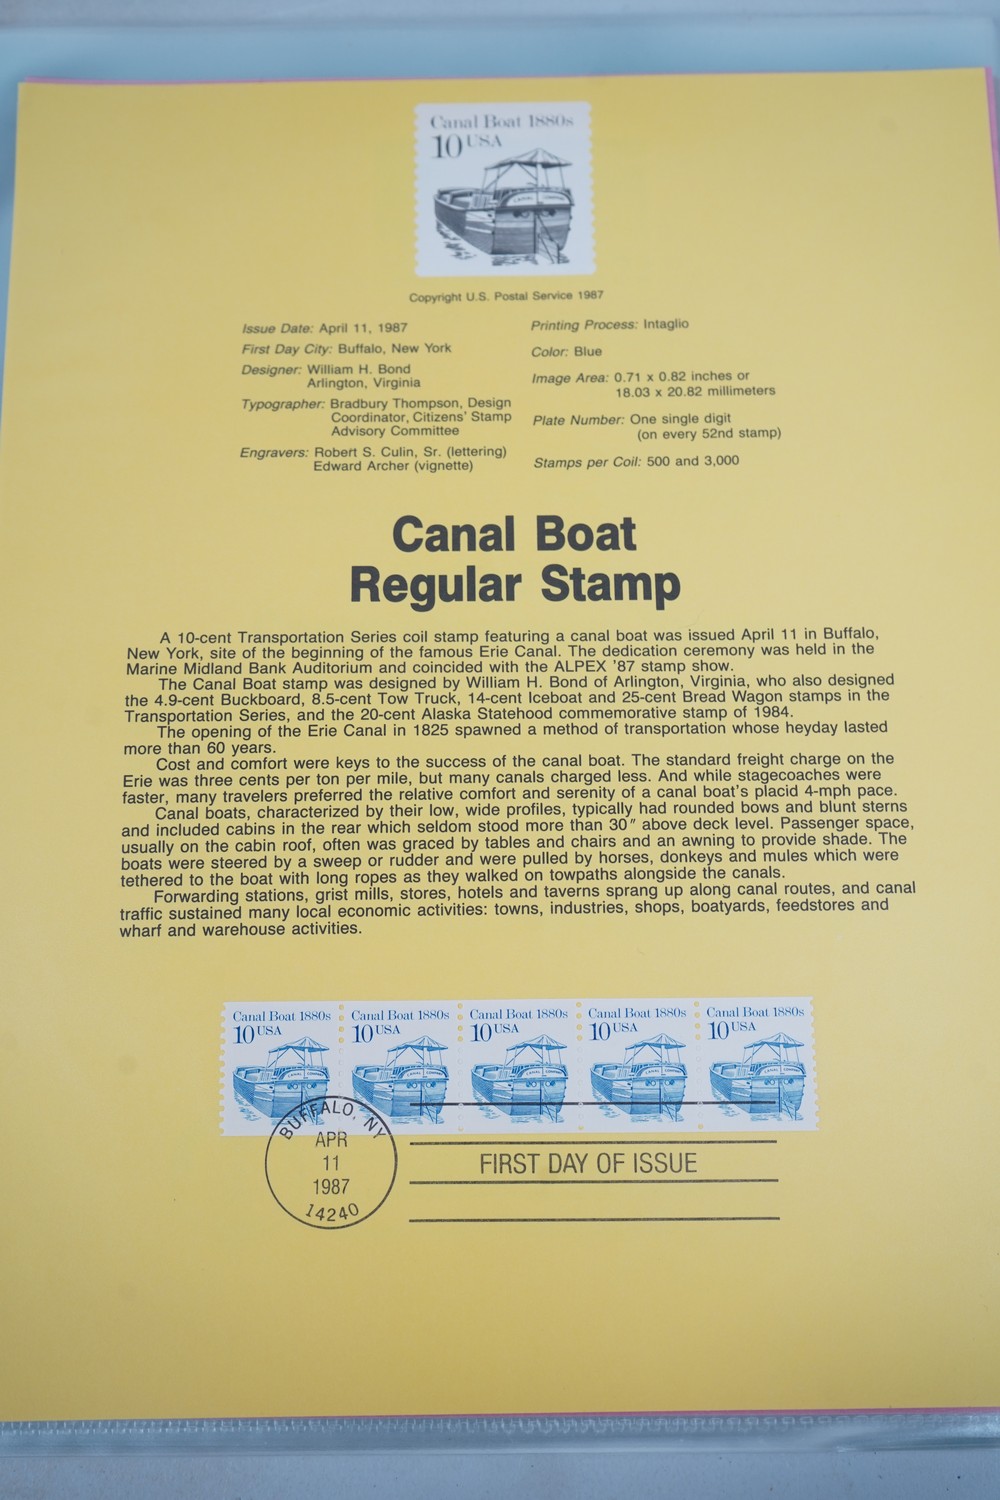 Canal Boat 1880s
10 USA
CANAL COMPANY
Copyright U.S. Postal Service 1987
Issue Date: April 11, 1987
First Day City: Buffalo, New York
Designer: William H. Bond
Arlington, Virginia
Typographer: Bradbury Thompson, Design
Coordinator, Citizens' Stamp
Advisory Committee
Engravers: Robert S. Culin, Sr. (lettering)
Edward Archer (vignette)
Printing Process: Intaglio
Color: Blue
Image Area: 0.71 x 0.82 inches or
18.03 x 20.82 millimeters
Plate Number: One single digit
(on every 52nd stamp)
Stamps per Coil: 500 and 3,000
Canal Boat
Regular Stamp
A 10-cent Transportation Series coil stamp featuring a canal boat was issued April 11 in Buffalo,
New York, site of the beginning of the famous Erie Canal. The dedication ceremony was held in the
Marine Midland Bank Auditorium and coincided with the ALPEX '87 stamp show.
The Canal Boat stamp was designed by William H. Bond of Arlington, Virginia, who also designed
the 4.9-cent Buckboard, 8.5-cent Tow Truck, 14-cent Iceboat and 25-cent Bread Wagon stamps in the
Transportation Series, and the 20-cent Alaska Statehood commemorative stamp of 1984.
The opening of the Erie Canal in 1825 spawned a method of transportation whose heyday lasted
more than 60 years.
Cost and comfort were keys to the success of the canal boat. The standard freight charge on the
Erie was three cents per ton per mile, but many canals charged less. And while stagecoaches were
faster, many travelers preferred the relative comfort and serenity of a canal boat's placid 4-mph pace.
Canal boats, characterized by their low, wide profiles, typically had rounded bows and blunt sterns
and included cabins in the rear which seldom stood more than 30" above deck level. Passenger space,
usually on the cabin roof, often was graced by tables and chairs and an awning to provide shade. The
boats were steered by a sweep or rudder and were pulled by horses, donkeys and mules which were
tethered to the boat with long ropes as they walked on towpaths alongside the canals.
Forwarding stations, grist mills, stores, hotels and taverns sprang up along canal routes, and canal
traffic sustained many local economic activities: towns, industries, shops, boatyards, feedstores and
wharf and warehouse activities.
Canal Boat 1880s Canal Boat 1880s Canal Boat 1880s Canal Boat 1880s Canal Boat 1880s
10 USA 10 USA 10 USA 10 USA 10 USA
CANAL COMPANY CANAL COMPANY CANAL COMPANY CANAL COMPANY CANAL COMPANY
BUFFALO, NY
APR
11
1987
14240
FIRST DAY OF ISSUE